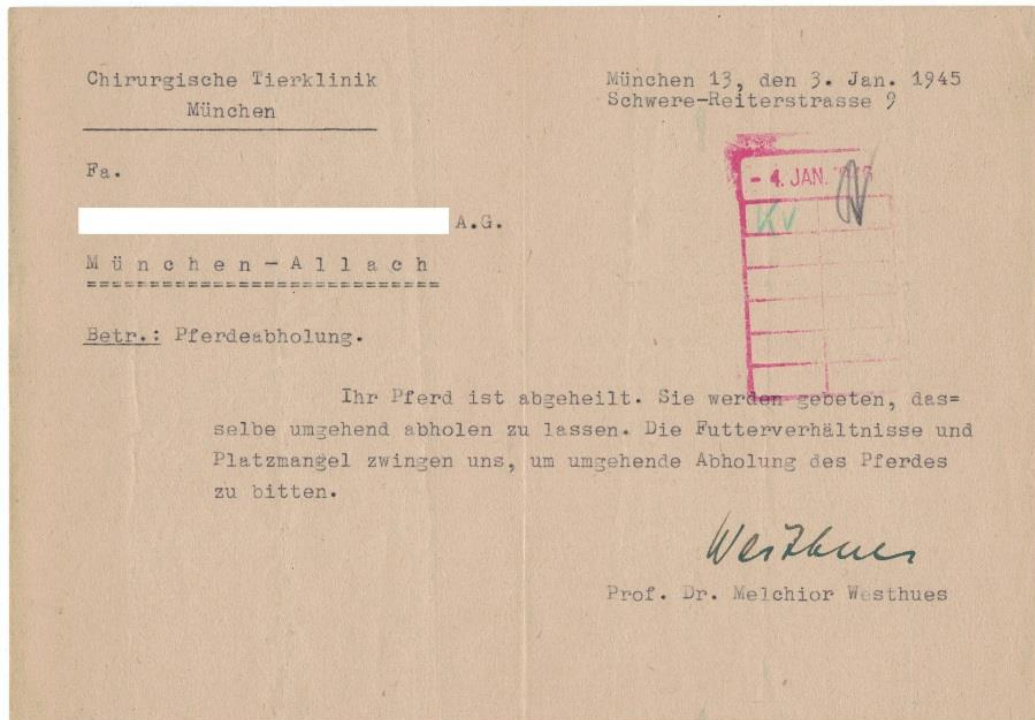 Chirurgische Tierklinik
München
München 13, den 3. Jan. 1945
Schwere-Reiterstrasse 9
Fa.
- 4. JAN.
Kv
A.G.
München-Allach
Betr.: Pferdeabholung.
Ihr Pferd ist abgeheilt. Sie werden gebeten, das=
selbe umgehend abholen zu lassen. Die Futterverhältnisse und
Platzmangel zwingen uns, um umgehende Abholung des Pferdes
zu bitten.
Westhues
Prof. Dr. Melchior Westhues